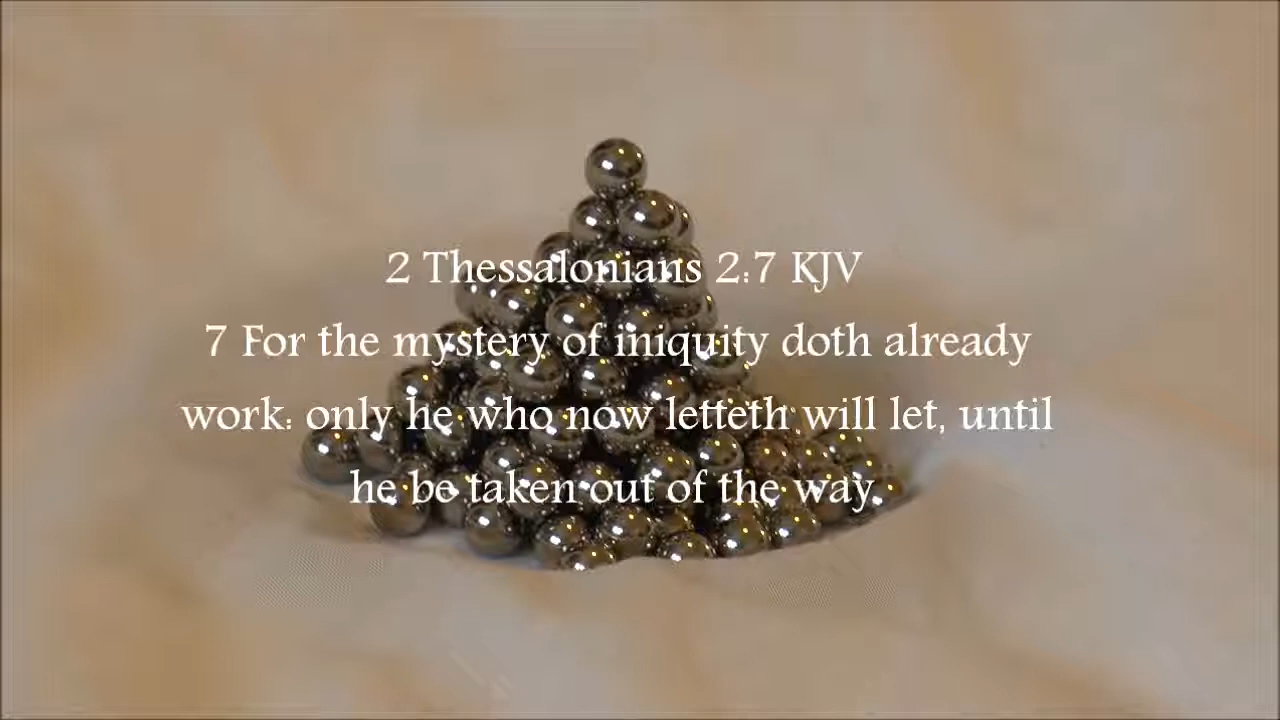 2 Thessalonians 2:7 KJV
7 For the mystery of iniquity doth already
work: only he who now letteth will let, until
he be taken out of the way.